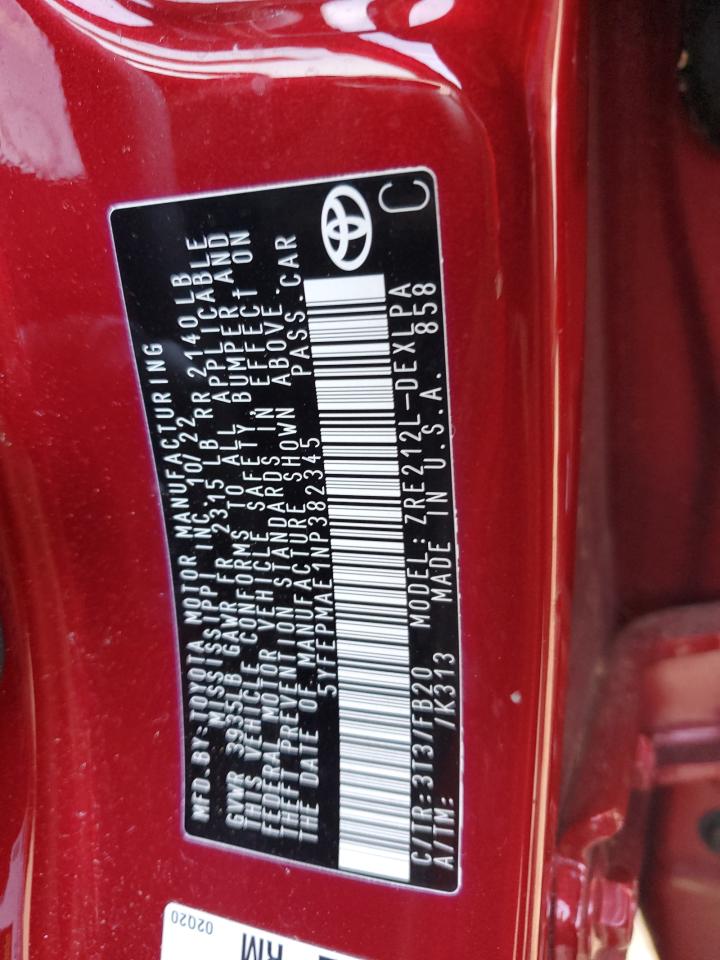 MFD.BY:TOYOTA MOTOR MANUFACTURING
MISSISSIPPI INC. 10/22
GVWR 3935LB GAWR FR 2315 LB RR 2140LB
THIS VEHICLE CONFORMS TO ALL APPLICABLE
FEDERAL MOTOR VEHICLE SAFETY, BUMPER AND
THEFT PREVENTION STANDARDS IN EFFECT ON
THE DATE OF MANUFACTURE SHOWN ABOVE.
5YFEPMAE1NP382345 PASS.CAR
C/TR:3T3/FB20 MODEL:ZRE212L-DEXLPA
A/TM: /K313 MADE IN U.S.A. 858
C
02Q20
RM